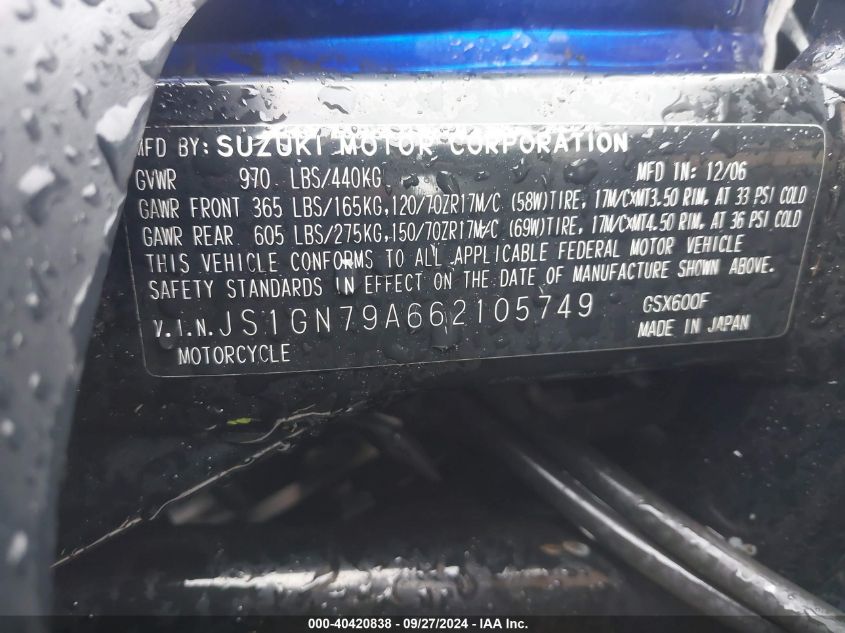 MFD BY: SUZUKI MOTOR CORPORATION
GVWR 970 LBS/440KG MFD IN: 12/06
GAWR FRONT 365 LBS/165KG,120/70ZR17M/C (58W)TIRE, 17M/CXMT3.50 RIM, AT 33 PSI COLD
GAWR REAR 605 LBS/275KG,150/70ZR17M/C (69W)TIRE, 17M/CXMT4.50 RIM, AT 36 PSI COLD
THIS VEHICLE CONFORMS TO ALL APPLICABLE FEDERAL MOTOR VEHICLE
SAFETY STANDARDS IN EFFECT ON THE DATE OF MANUFACTURE SHOWN ABOVE.
V.I.N. JS1GN79A662105749 GSX600F
MOTORCYCLE MADE IN JAPAN
000-40420838 - 09/27/2024 - IAA Inc.